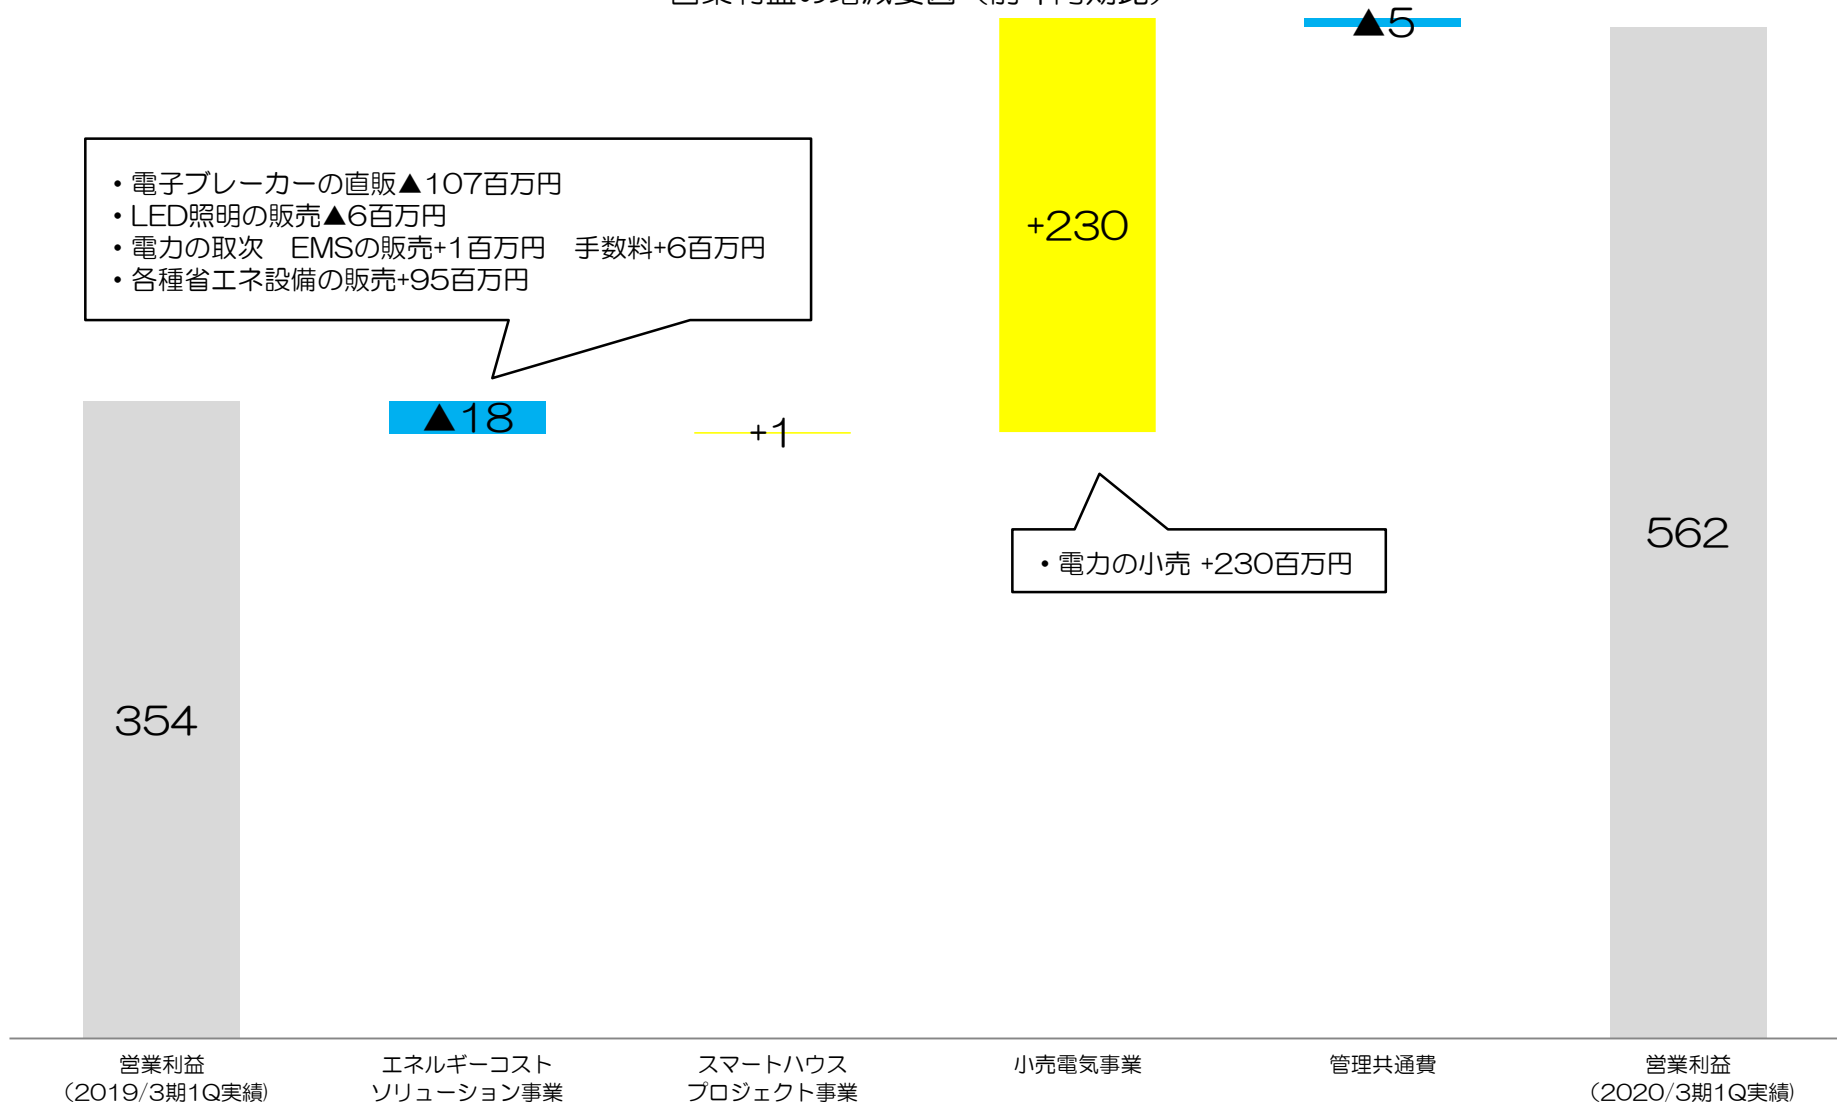 ▲5
・電子ブレーカーの直販▲107百万円
・LED照明の販売▲6百万円
・電力の取次　EMSの販売+1百万円　手数料+6百万円
・各種省エネ設備の販売+95百万円
+230
▲18
+1
・電力の小売 +230百万円
562
354
営業利益
（2019/3期1Q実績）
エネルギーコスト
ソリューション事業
スマートハウス
プロジェクト事業
小売電気事業
管理共通費
営業利益
（2020/3期1Q実績）